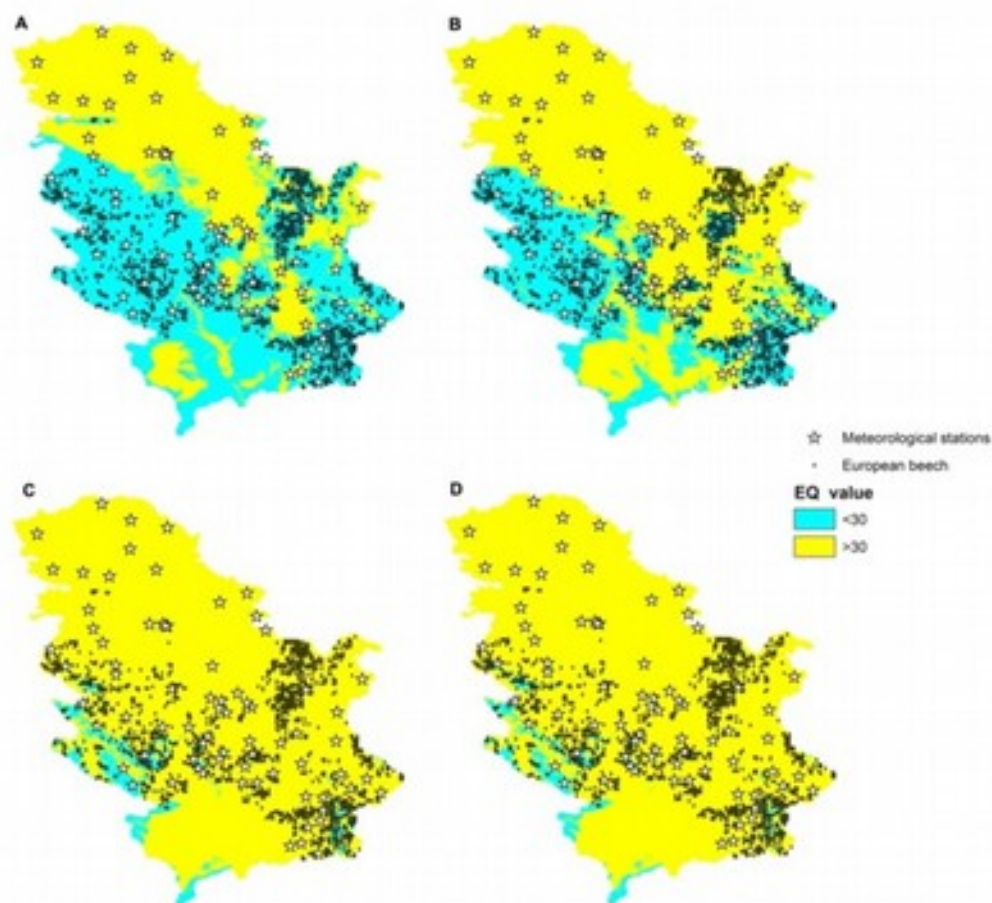 A
B
Meteorological stations
European beech
C
D
EQ value
<30
>30